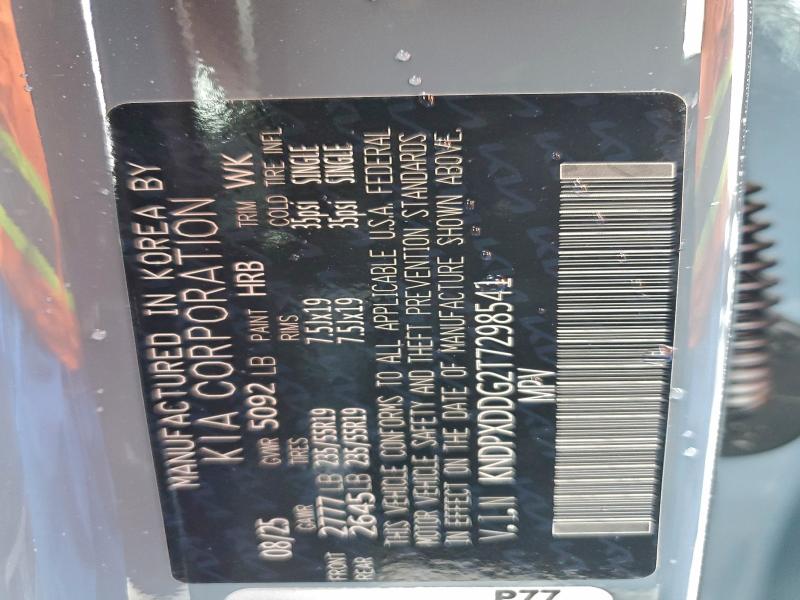 MANUFACTURED IN KOREA BY
KIA CORPORATION
08/25 GVWR 5092 LB PAINT HRB TRIM WK
GAWR TIRES RIMS COLD TIRE INFL
FRONT 2777 LB 235/55R19 7.5Jx19 35psi SINGLE
REAR 2645 LB 235/55R19 7.5Jx19 35psi SINGLE
THIS VEHICLE CONFORMS TO ALL APPLICABLE U.S.A. FEDERAL
MOTOR VEHICLE SAFETY AND THEFT PREVENTION STANDARDS
IN EFFECT ON THE DATE OF MANUFACTURE SHOWN ABOVE.
V.I.N KNDPXDDG2T7298541
MPV
P77